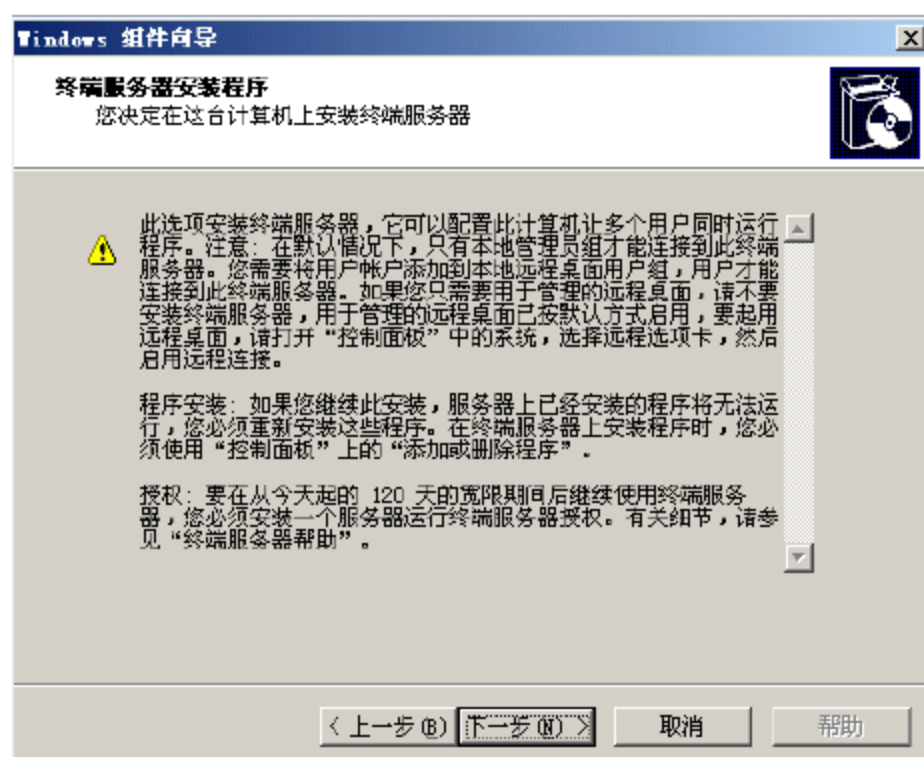 Windows 组件向导
终端服务器安装程序
您决定在这台计算机上安装终端服务器
此选项安装终端服务器，它可以配置此计算机让多个用户同时运行
程序。注意: 在默认情况下，只有本地管理员组才能连接到此终端
服务器。您需要将用户帐户添加到本地远程桌面用户组，用户才能
连接到此终端服务器。如果您只需要用于管理的远程桌面，请不要
安装终端服务器，用于管理的远程桌面已按默认方式启用，要起用
远程桌面，请打开“控制面板”中的系统，选择远程选项卡，然后
启用远程连接。
程序安装: 如果您继续此安装，服务器上已经安装的程序将无法运
行，您必须重新安装这些程序。在终端服务器上安装程序时，您必
须使用“控制面板”上的“添加或删除程序”。
授权: 要在从今天起的 120 天的宽限期间后继续使用终端服务
器，您必须安装一个服务器运行终端服务器授权。有关细节，请参
见“终端服务器帮助”。
< 上一步(B) 下一步(N) > 取消 帮助